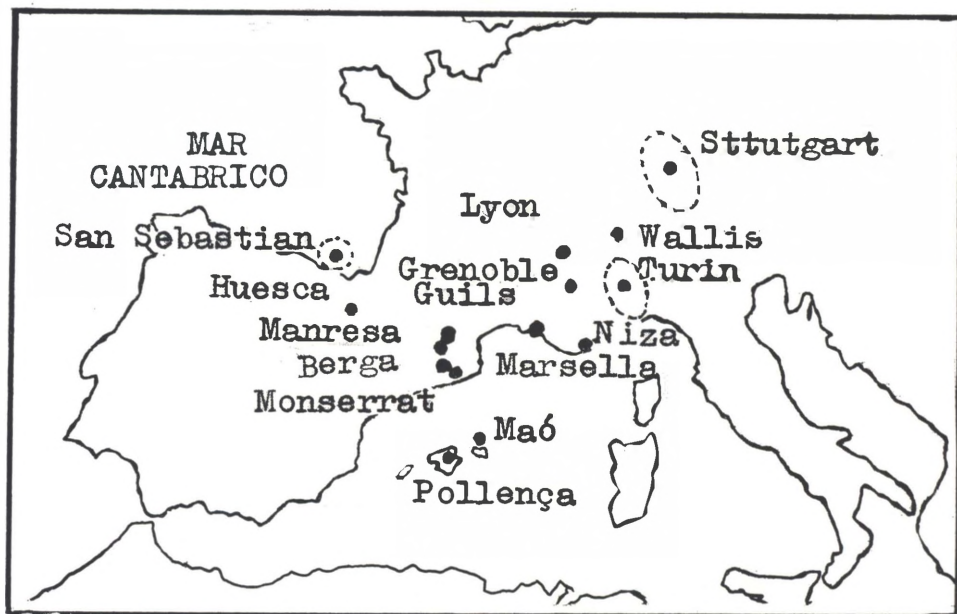 MAR
CANTABRICO
Sttutgart
Lyon
San Sebastian
Wallis
Grenoble
Turin
Huesca
Guils
Manresa
Niza
Berga
Marsella
Monserrat
Maó
Pollença